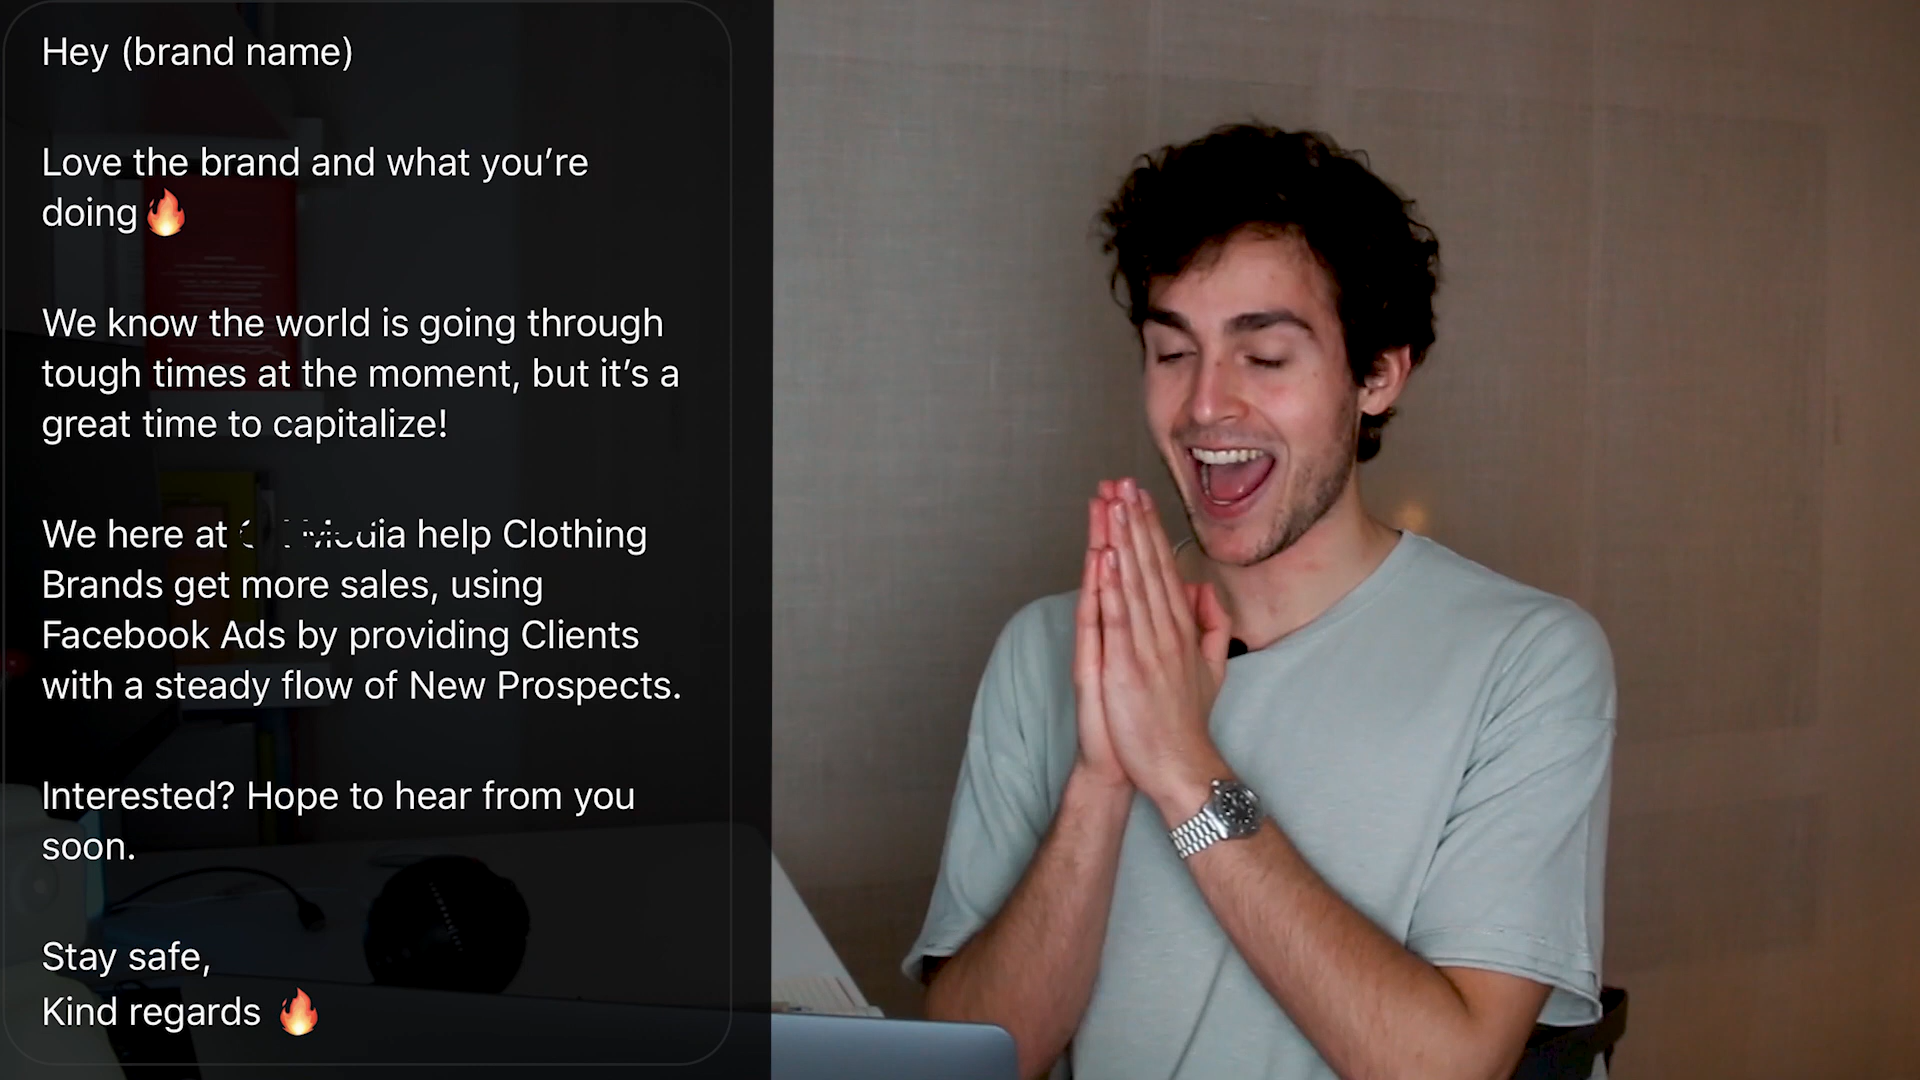 Hey (brand name)
Love the brand and what you’re
doing🔥
We know the world is going through
tough times at the moment, but it’s a
great time to capitalize!
We here at help Clothing
Brands get more sales, using
Facebook Ads by providing Clients
with a steady flow of New Prospects.
Interested? Hope to hear from you
soon.
Stay safe,
Kind regards 🔥